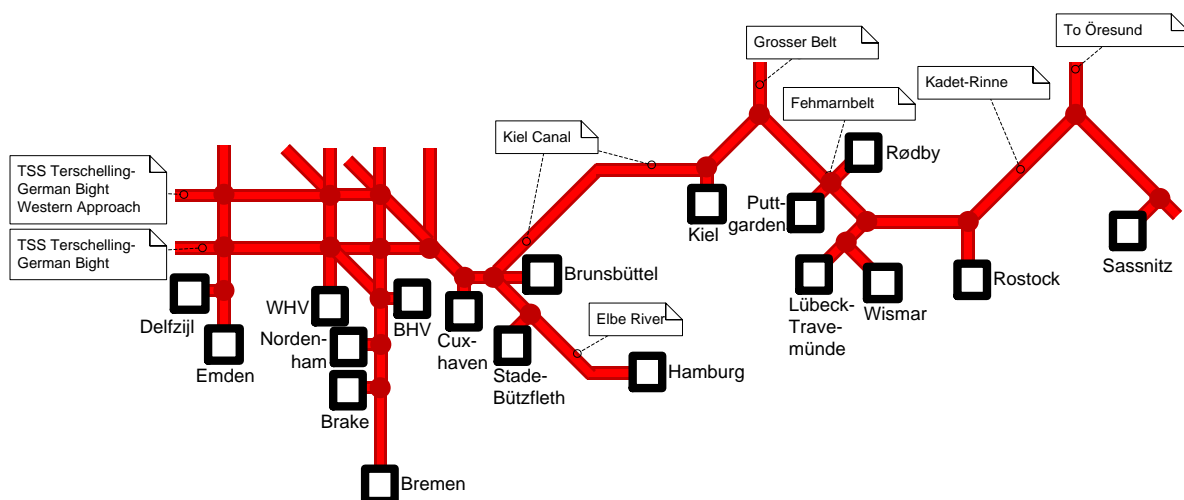 To Öresund
Grosser Belt
Kadet-Rinne
Fehmarnbelt
Kiel Canal
Rødby
TSS Terschelling-
German Bight
Western Approach
Putt-
garden
Kiel
TSS Terschelling-
German Bight
Brunsbüttel
Sassnitz
Rostock
Delfzijl
WHV
BHV
Cux-
haven
Elbe River
Lübeck-
Trave-
münde
Wismar
Norden-
ham
Emden
Stade-
Bützfleth
Hamburg
Brake
Bremen